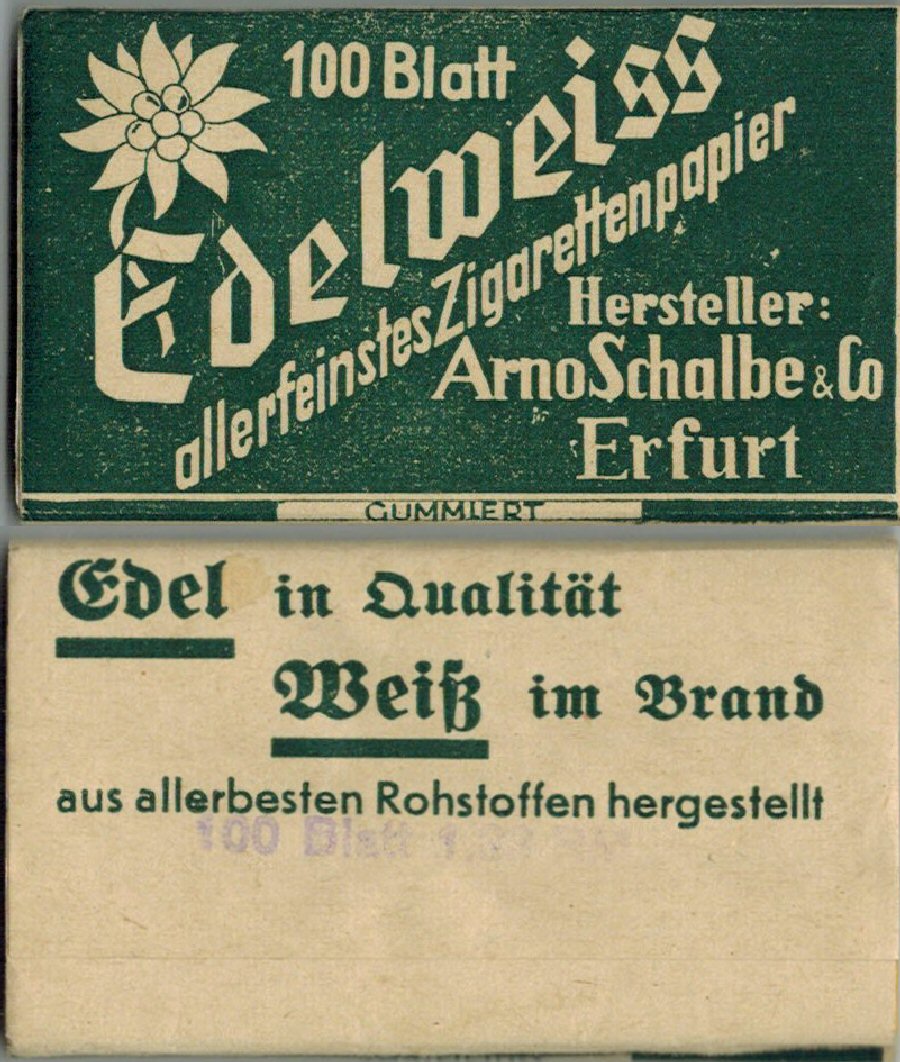 100 Blatt
Edelweiss
allerfeinstes Zigarettenpapier
Hersteller:
Arno Schalbe & Co
Erfurt
GUMMIERT
Edel in Qualität
Weiß im Brand
aus allerbesten Rohstoffen hergestellt
100 Blatt